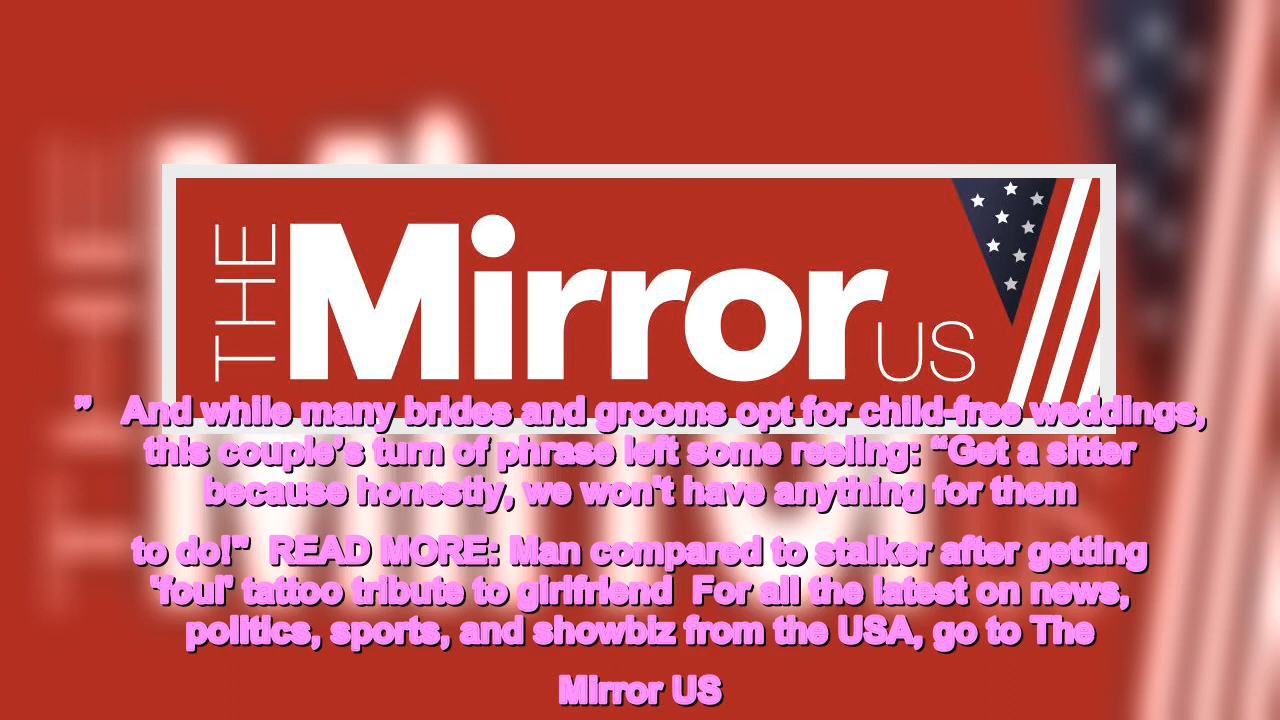 THE Mirror US
” And while many brides and grooms opt for child-free weddings,
this couple’s turn of phrase left some reeling: “Get a sitter
because honestly, we won't have anything for them
to do!" READ MORE: Man compared to stalker after getting
'foul' tattoo tribute to girlfriend For all the latest on news,
politics, sports, and showbiz from the USA, go to The
Mirror US